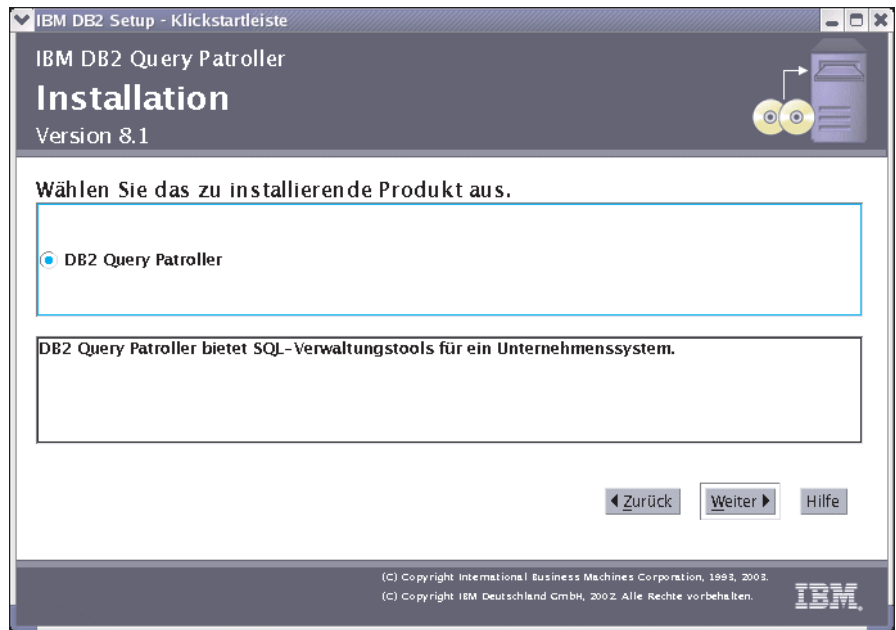 IBM DB2 Setup - Klickstartleiste
IBM DB2 Query Patroller
Installation
Version 8.1
Wählen Sie das zu installierende Produkt aus.
DB2 Query Patroller
DB2 Query Patroller bietet SQL-Verwaltungstools für ein Unternehmenssystem.
Zurück Weiter Hilfe
(C) Copyright International Business Machines Corporation, 1993, 2003.
(C) Copyright IBM Deutschland GmbH, 2002. Alle Rechte vorbehalten.
IBM.